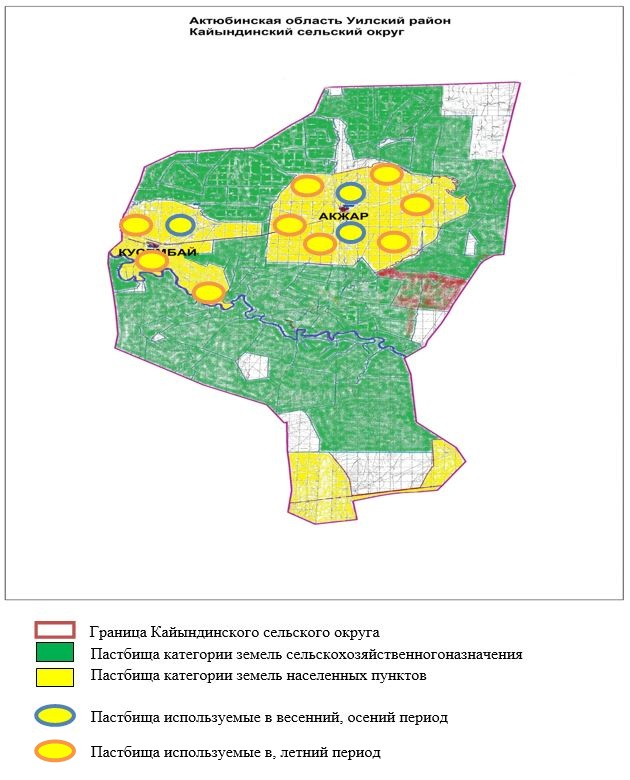 Актюбинская область Уилский район
Кайындинский сельский округ
АКЖАР
КУСЕМБАЙ
Граница Кайындинского сельского округа
Пастбища категории земель сельскохозяйственногоназначения
Пастбища категории земель населенных пунктов
Пастбища используемые в весенний, осений период
Пастбища используемые в, летний период